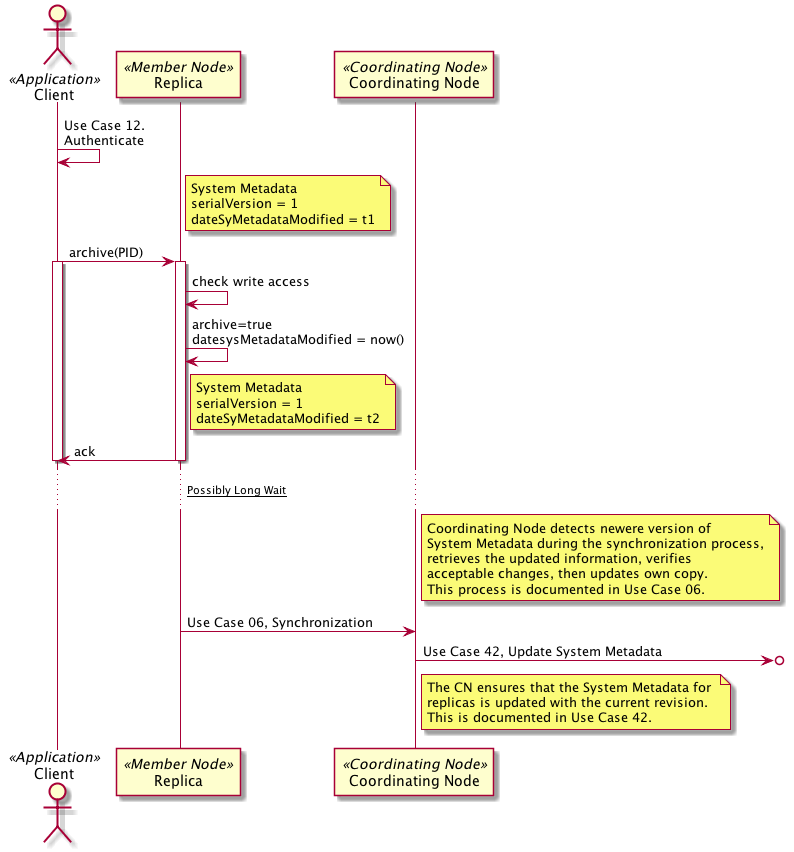 «Application»
Client
«Member Node»
Replica
«Coordinating Node»
Coordinating Node
Use Case 12.
Authenticate
System Metadata
serialVersion = 1
dateSyMetadataModified = t1
archive(PID)
check write access
archive=true
datesysMetadataModified = now()
System Metadata
serialVersion = 1
dateSyMetadataModified = t2
ack
Possibly Long Wait
Coordinating Node detects newere version of
System Metadata during the synchronization process,
retrieves the updated information, verifies
acceptable changes, then updates own copy.
This process is documented in Use Case 06.
Use Case 06, Synchronization
Use Case 42, Update System Metadata
The CN ensures that the System Metadata for
replicas is updated with the current revision.
This is documented in Use Case 42.
«Application»
Client
«Member Node»
Replica
«Coordinating Node»
Coordinating Node